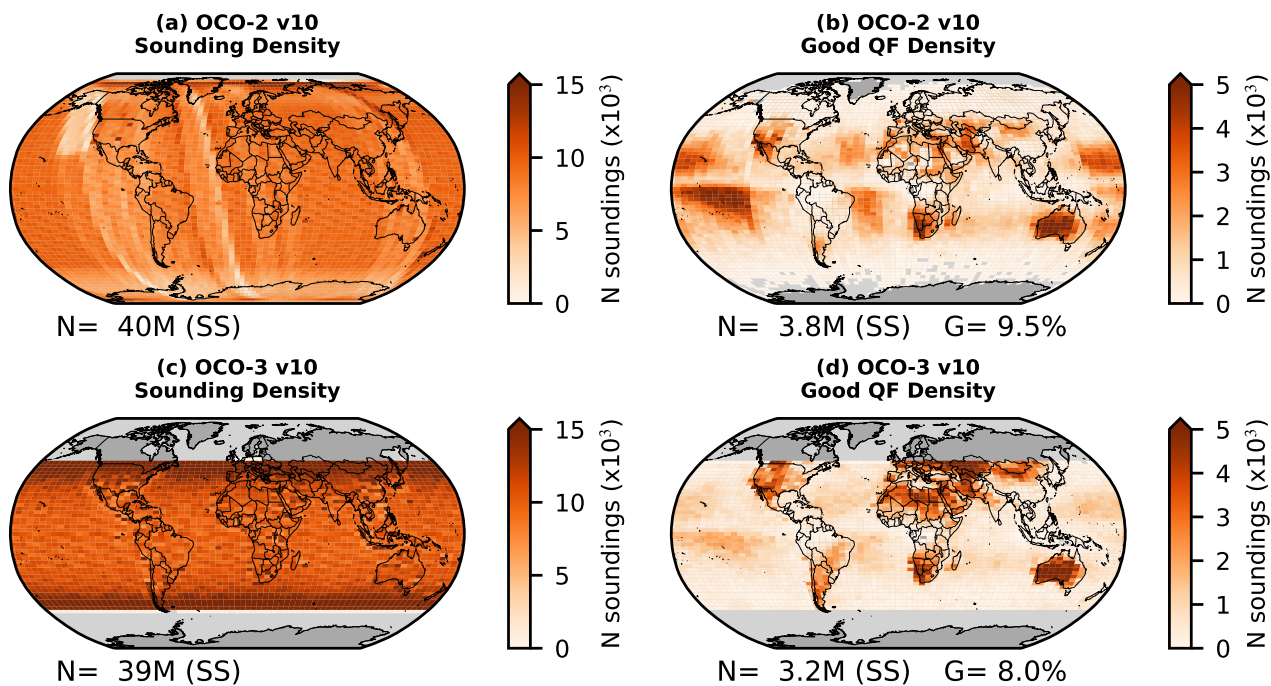 (a) OCO-2 v10
Sounding Density
15
10
5
0
N soundings (x10³)
N= 40M (SS)
(b) OCO-2 v10
Good QF Density
5
4
3
2
1
0
N soundings (x10³)
N= 3.8M (SS) G= 9.5%
(c) OCO-3 v10
Sounding Density
15
10
5
0
N soundings (x10³)
N= 39M (SS)
(d) OCO-3 v10
Good QF Density
5
4
3
2
1
0
N soundings (x10³)
N= 3.2M (SS) G= 8.0%